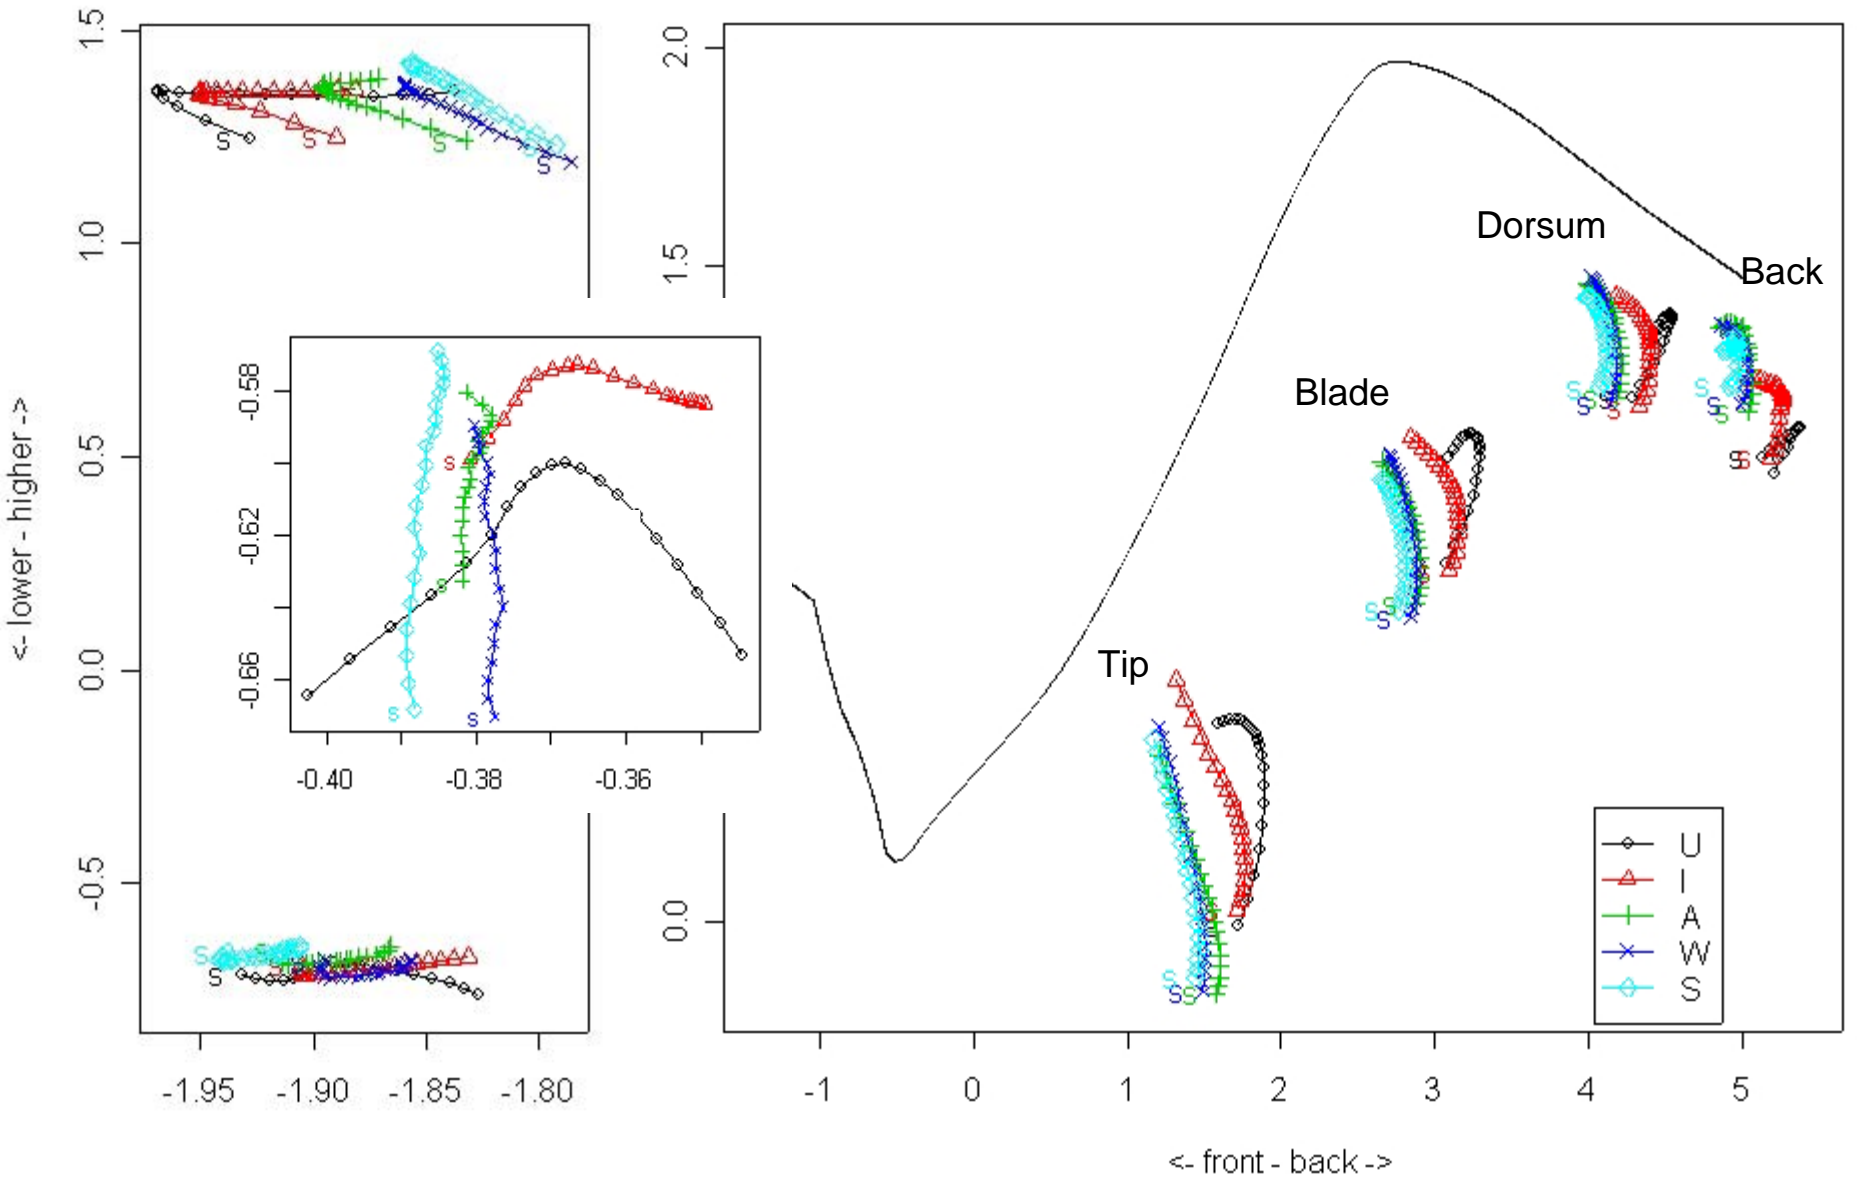 <- lower - higher ->
1.5
1.0
0.5
0.0
-0.5
-1.95 -1.90 -1.85 -1.80
S S S S S
S S
-0.58
-0.62
-0.66
-0.40 -0.38 -0.36
S S S S
2.0
1.5
0.0
-1 0 1 2 3 4 5
<- front - back ->
Dorsum
Back
Blade
Tip
S S S S
S S S S S
S S S
S S S
U
I
A
W
S